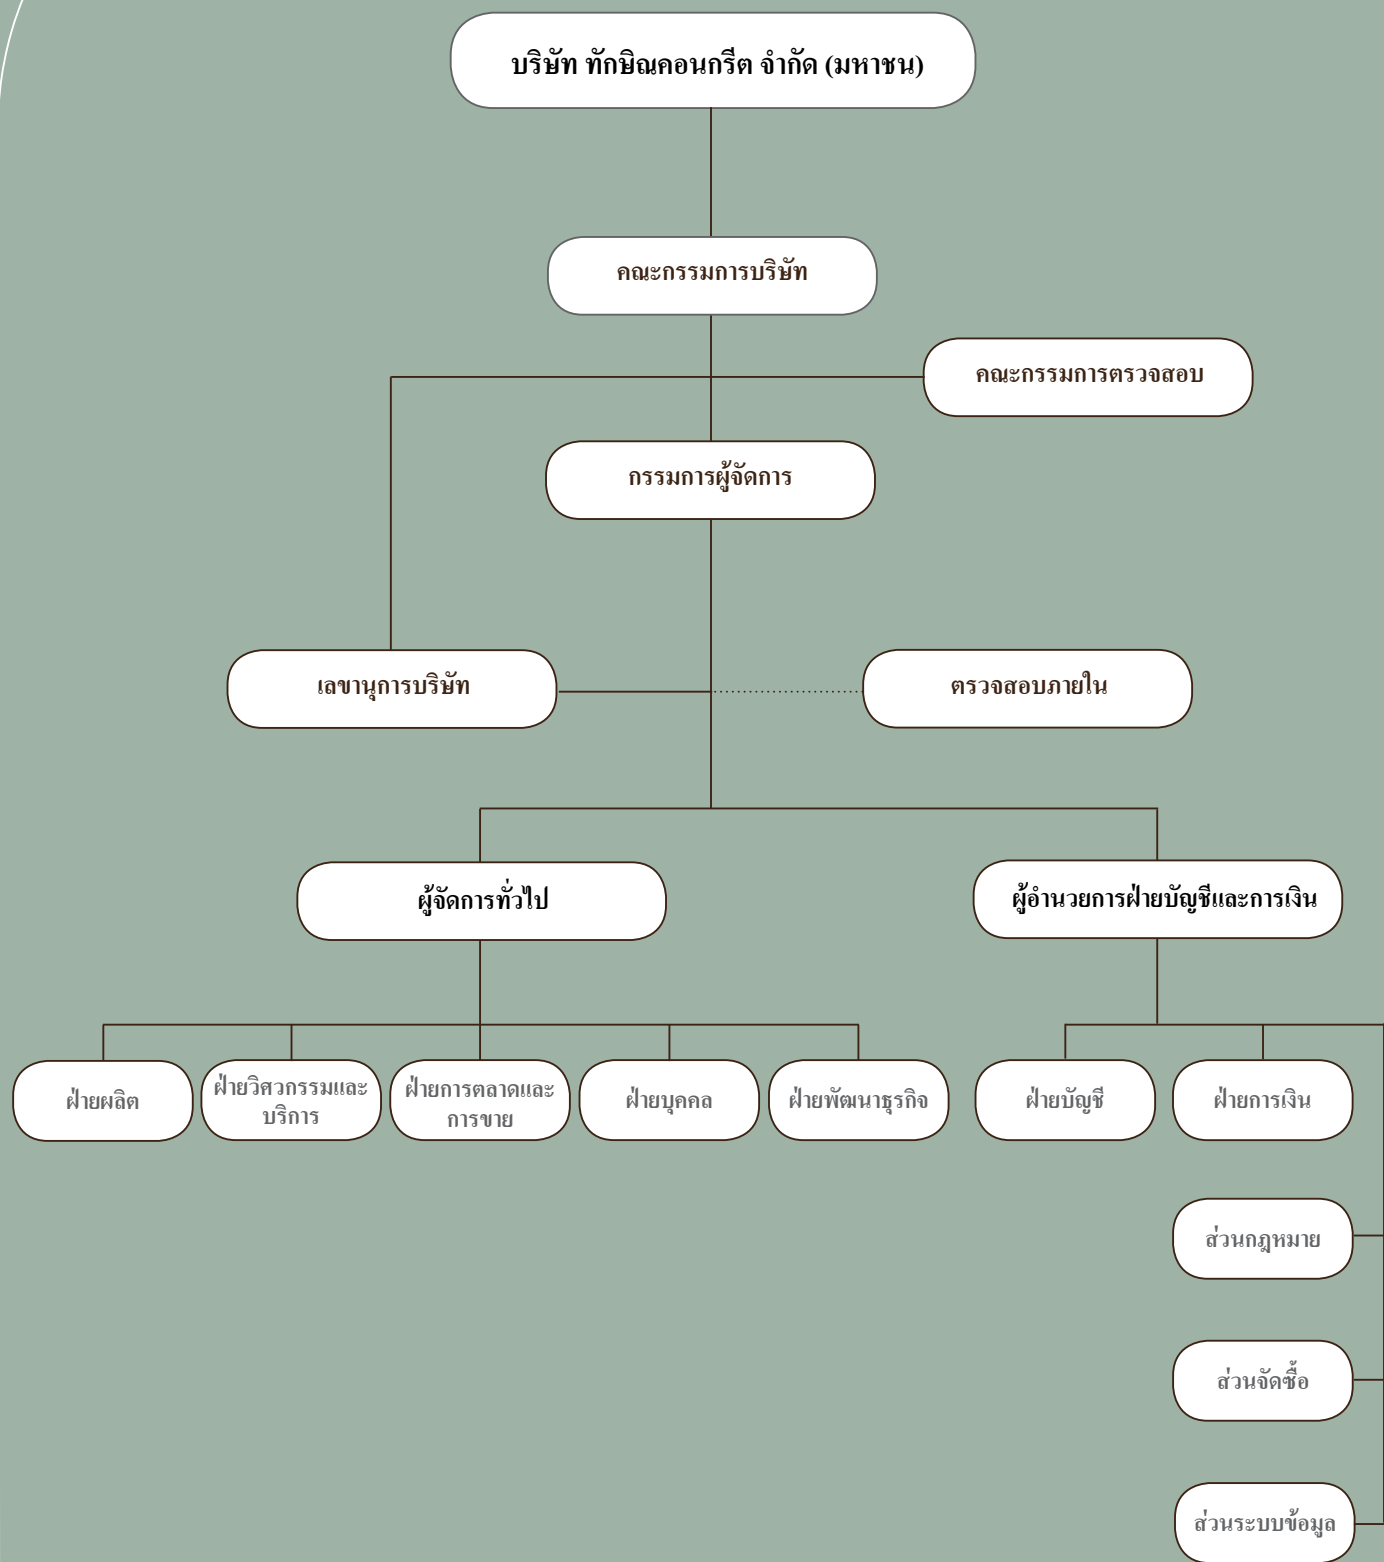 บริษัท ทักษิณคอนกรีต จำกัด (มหาชน)
คณะกรรมการบริษัท
คณะกรรมการตรวจสอบ
กรรมการผู้จัดการ
เลขานุการบริษัท
ตรวจสอบภายใน
ผู้จัดการทั่วไป
ผู้อำนวยการฝ่ายบัญชีและการเงิน
ฝ่ายผลิต
ฝ่ายวิศวกรรมและ
บริการ
ฝ่ายการตลาดและ
การขาย
ฝ่ายบุคคล
ฝ่ายพัฒนาธุรกิจ
ฝ่ายบัญชี
ฝ่ายการเงิน
ส่วนกฎหมาย
ส่วนจัดซื้อ
ส่วนระบบข้อมูล